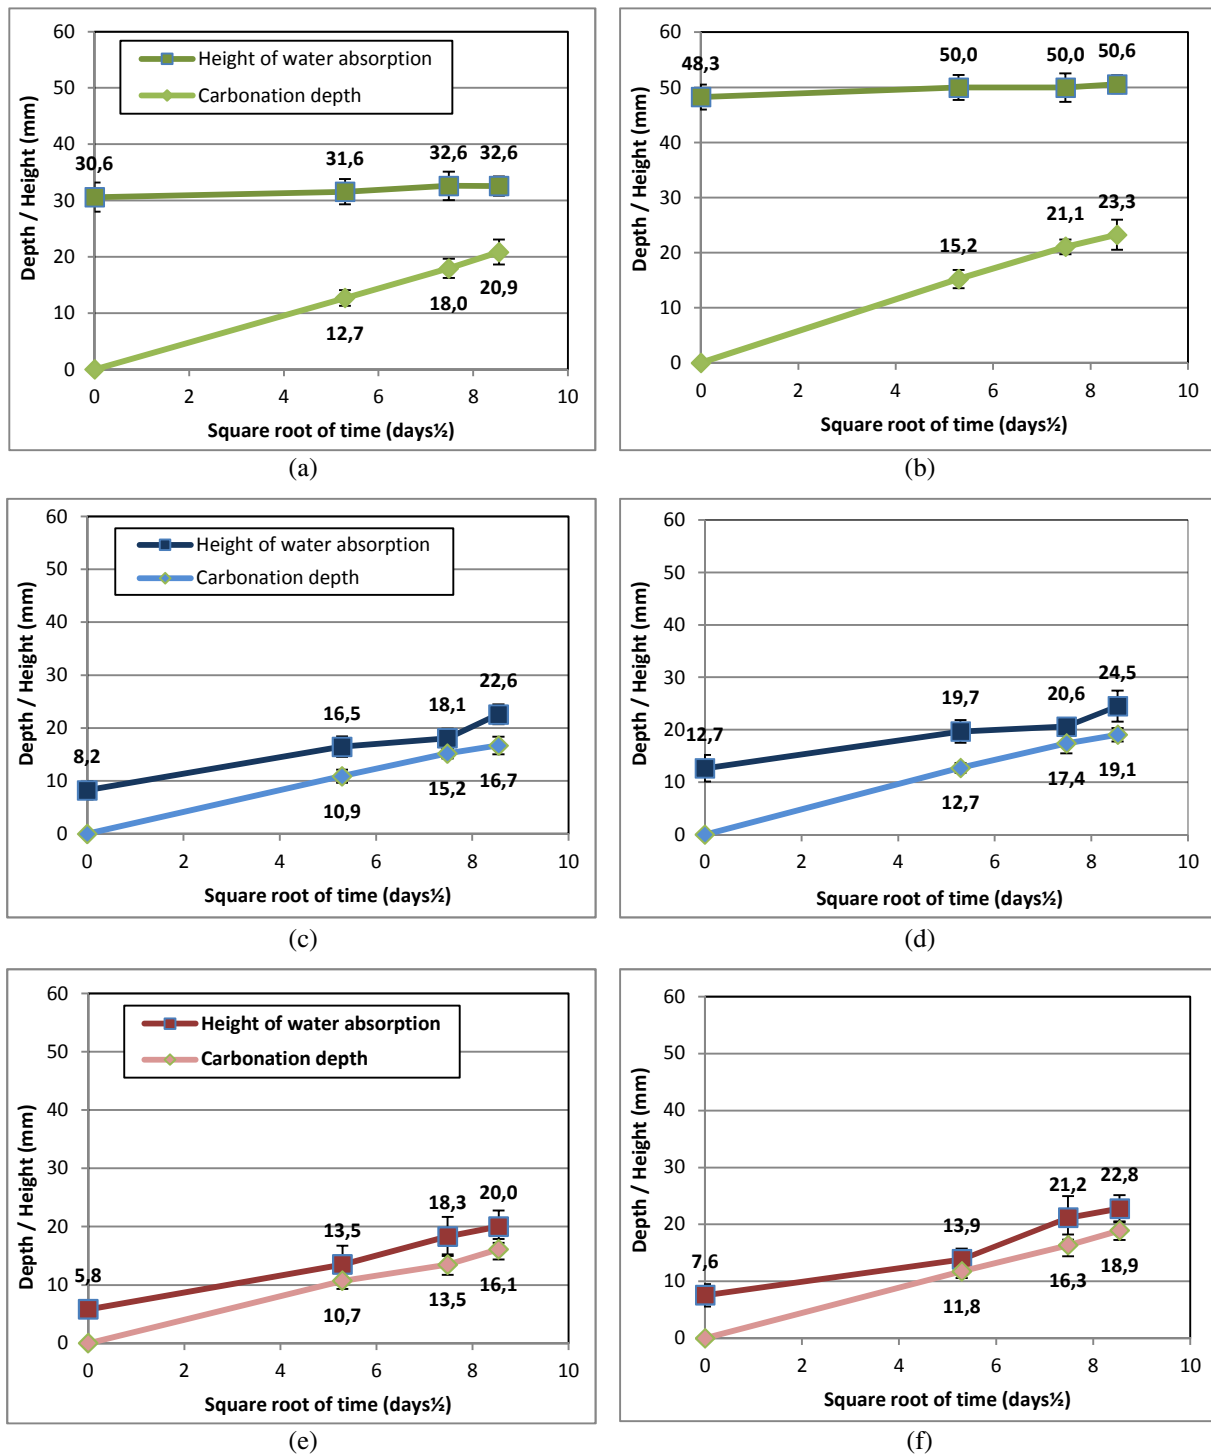 60
50
40
30
20
10
0
Depth / Height (mm)
Height of water absorption
Carbonation depth
30,6
31,6
32,6
32,6
12,7
18,0
20,9
0 2 4 6 8 10
Square root of time (days½)
(a)
60
50
40
30
20
10
0
Depth / Height (mm)
48,3
50,0
50,0
50,6
15,2
21,1
23,3
0 2 4 6 8 10
Square root of time (days½)
(b)
60
50
40
30
20
10
0
Depth / Height (mm)
Height of water absorption
Carbonation depth
8,2
16,5
18,1
22,6
10,9
15,2
16,7
0 2 4 6 8 10
Square root of time (days½)
(c)
60
50
40
30
20
10
0
Depth / Height (mm)
12,7
19,7
20,6
24,5
12,7
17,4
19,1
0 2 4 6 8 10
Square root of time (days½)
(d)
60
50
40
30
20
10
0
Depth / Height (mm)
Height of water absorption
Carbonation depth
5,8
13,5
18,3
20,0
10,7
13,5
16,1
0 2 4 6 8 10
Square root of time (days½)
(e)
60
50
40
30
20
10
0
Depth / Height (mm)
7,6
13,9
21,2
22,8
11,8
16,3
18,9
0 2 4 6 8 10
Square root of time (days½)
(f)